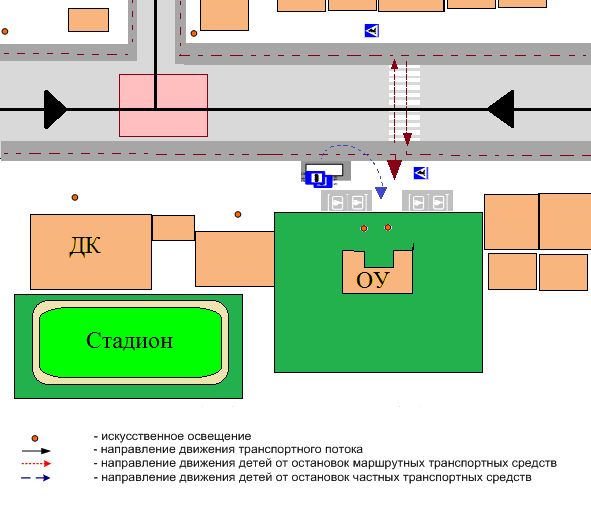 ДК
ОУ
Стадион
- искусственное освещение
- направление движения транспортного потока
- направление движения детей от остановок маршрутных транспортных средств
- направление движения детей от остановок частных транспортных средств